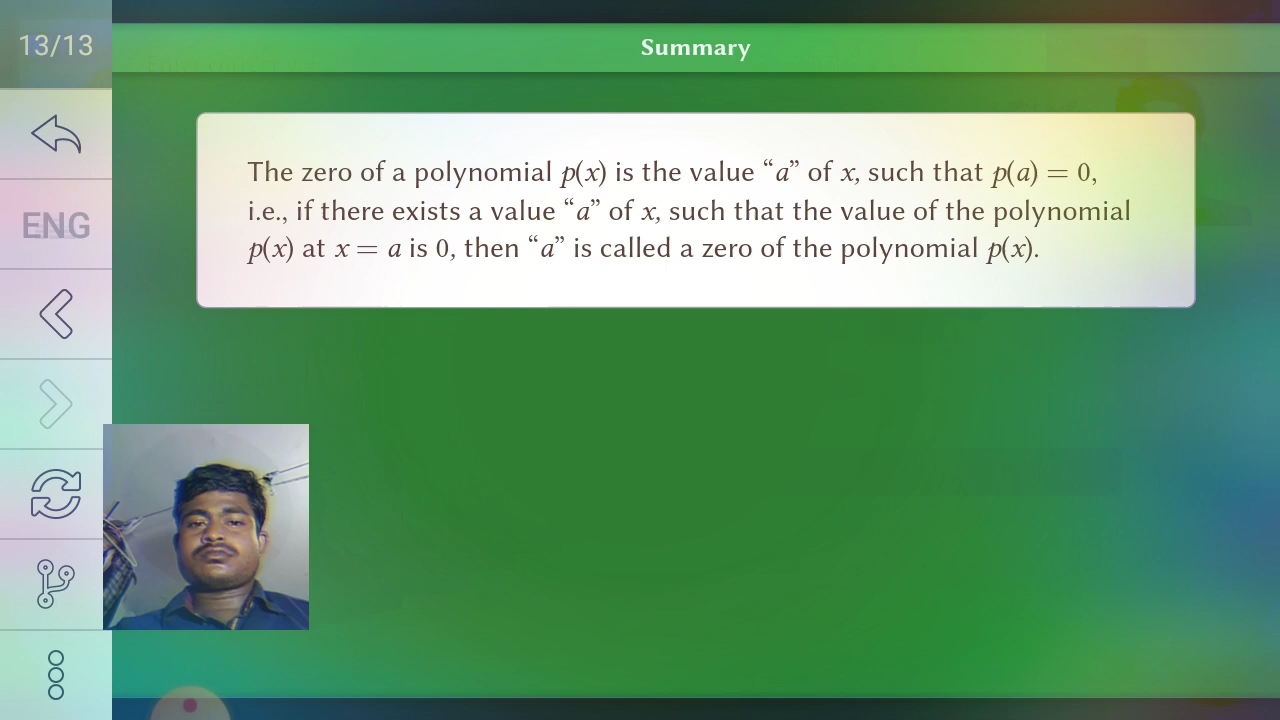 13/13
Summary
ENG
The zero of a polynomial p(x) is the value “a” of x, such that p(a) = 0,
i.e., if there exists a value “a” of x, such that the value of the polynomial
p(x) at x = a is 0, then “a” is called a zero of the polynomial p(x).